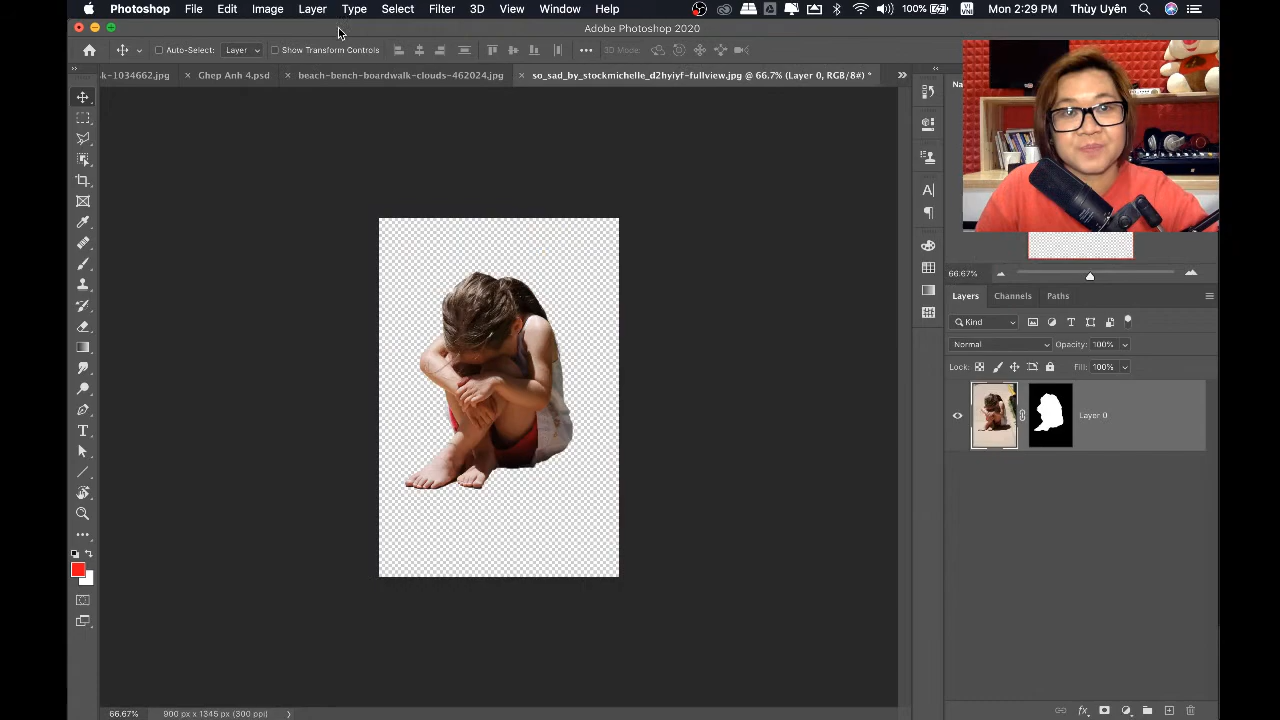 Photoshop File Edit Image Layer Type Select Filter 3D View Window Help 100% VI VNI Mon 2:29 PM Thùy Uyên
Adobe Photoshop 2020
Auto-Select: Layer Show Transform Controls 3D Mode:
k-1034662.jpg Ghep Anh 4.psd beach-bench-boardwalk-clouds-462024.jpg so_sad_by_stockmichelle_d2hyiyf-fullview.jpg @ 66.7% (Layer 0, RGB/8#) *
66.67%
Layers Channels Paths
Kind
Normal Opacity: 100%
Lock: Fill: 100%
Layer 0
66.67% 900 px x 1345 px (300 ppi)